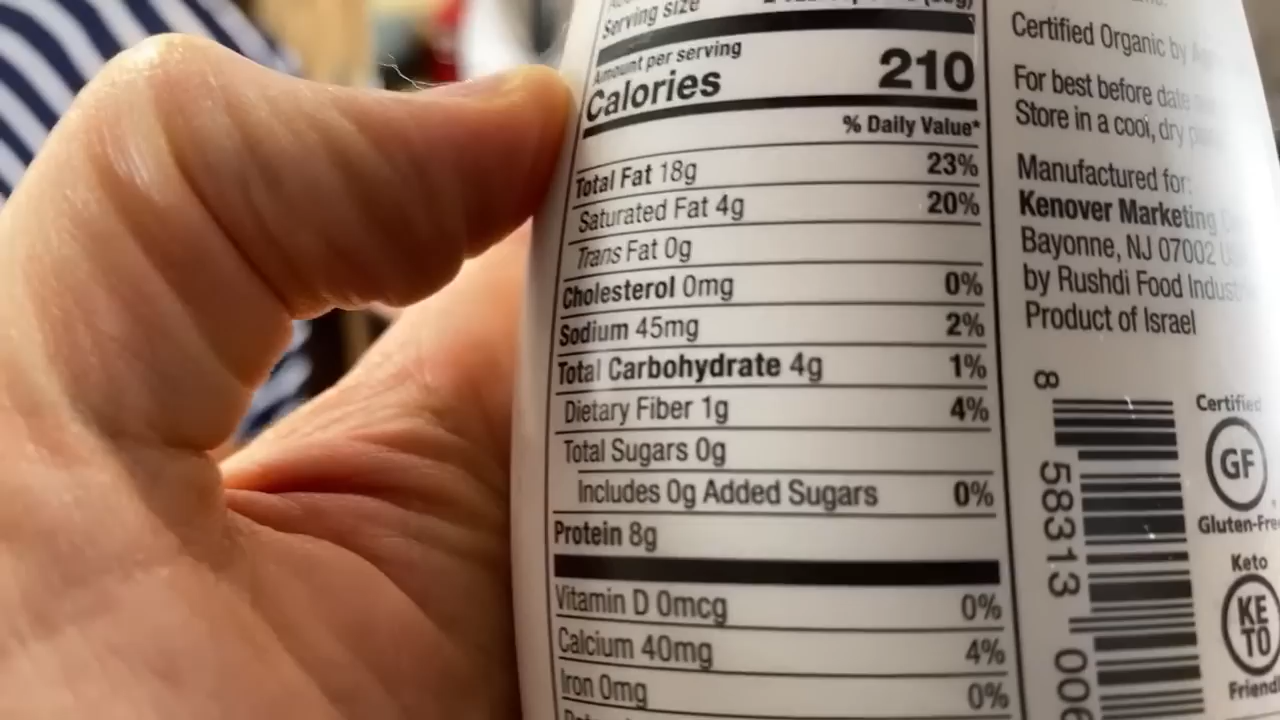 Serving size
Amount per serving
Calories 210
% Daily Value*
Total Fat 18g 23%
Saturated Fat 4g 20%
Trans Fat 0g
Cholesterol 0mg 0%
Sodium 45mg 2%
Total Carbohydrate 4g 1%
Dietary Fiber 1g 4%
Total Sugars 0g
Includes 0g Added Sugars 0%
Protein 8g
Vitamin D 0mcg 0%
Calcium 40mg 4%
Iron 0mg 0%
Certified Organic by
For best before date
Store in a cool, dry
Manufactured for:
Kenover Marketing
Bayonne, NJ 07002
by Rushdi Food
Product of Israel
8 58313 006
Certified
GF
Gluten-Free
Keto
KE
TO
Friendl